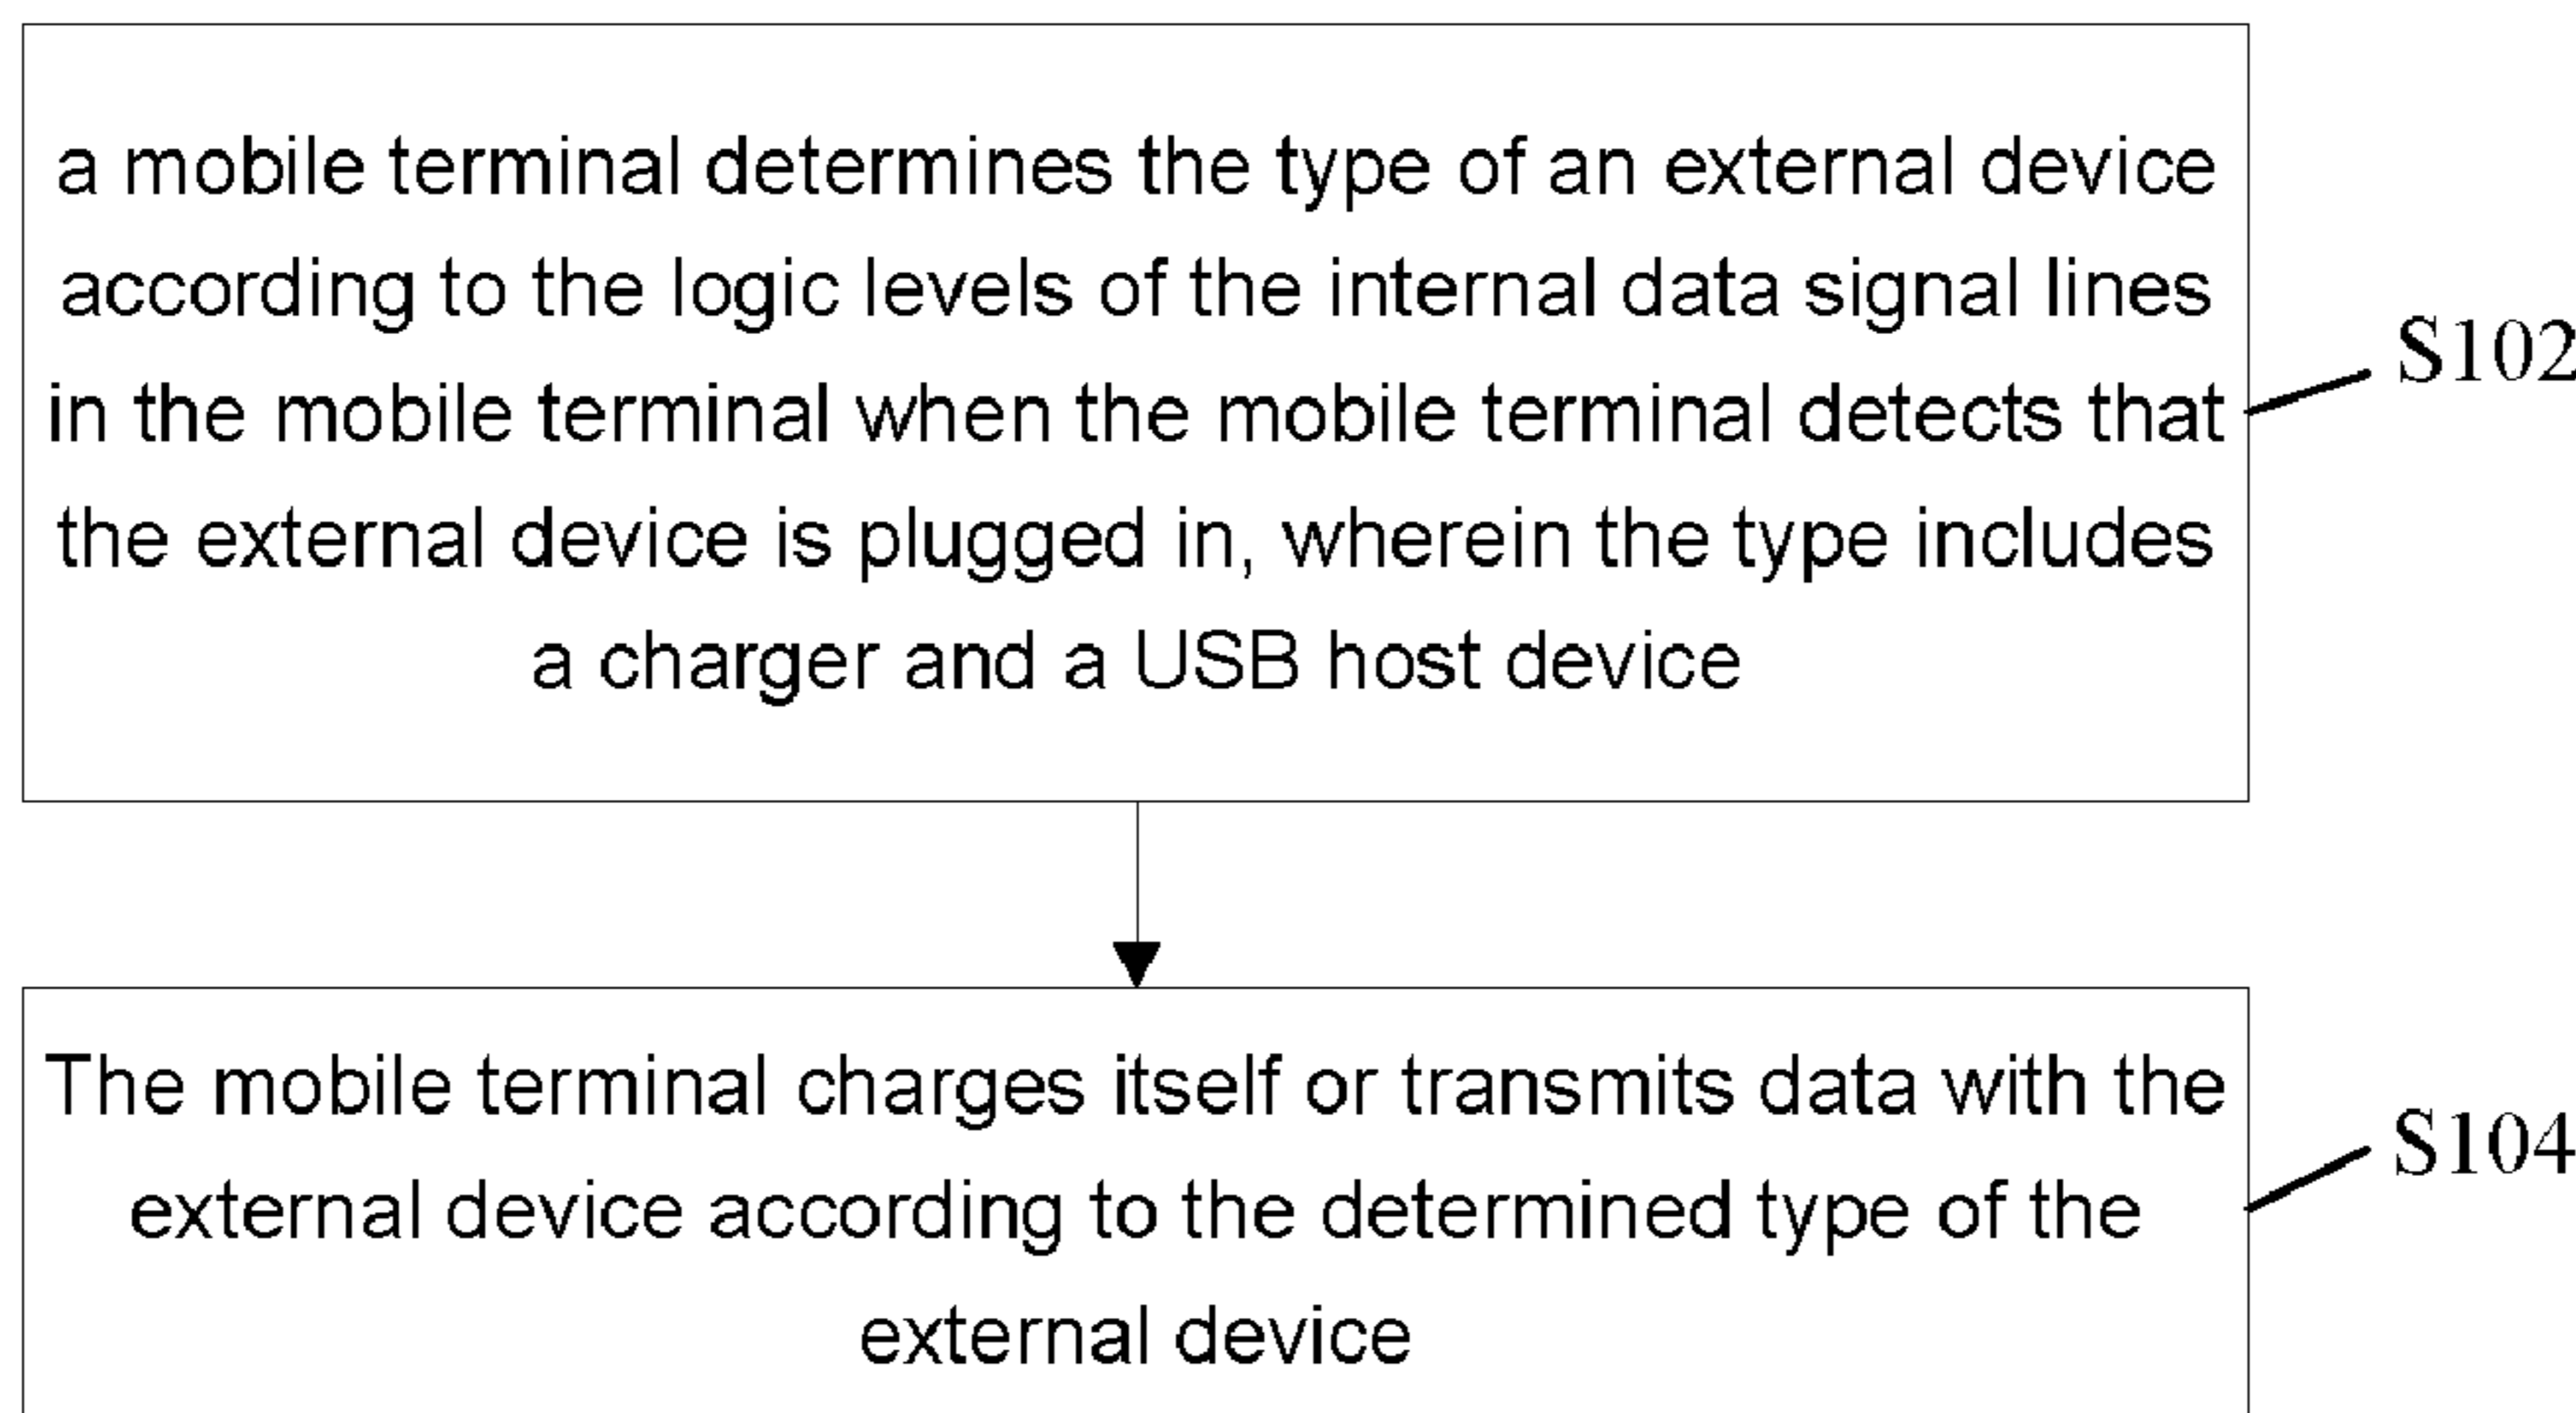 a mobile terminal determines the type of an external device
according to the logic levels of the internal data signal lines
in the mobile terminal when the mobile terminal detects that
the external device is plugged in, wherein the type includes
a charger and a USB host device
S102
The mobile terminal charges itself or transmits data with the
external device according to the determined type of the
external device
S104